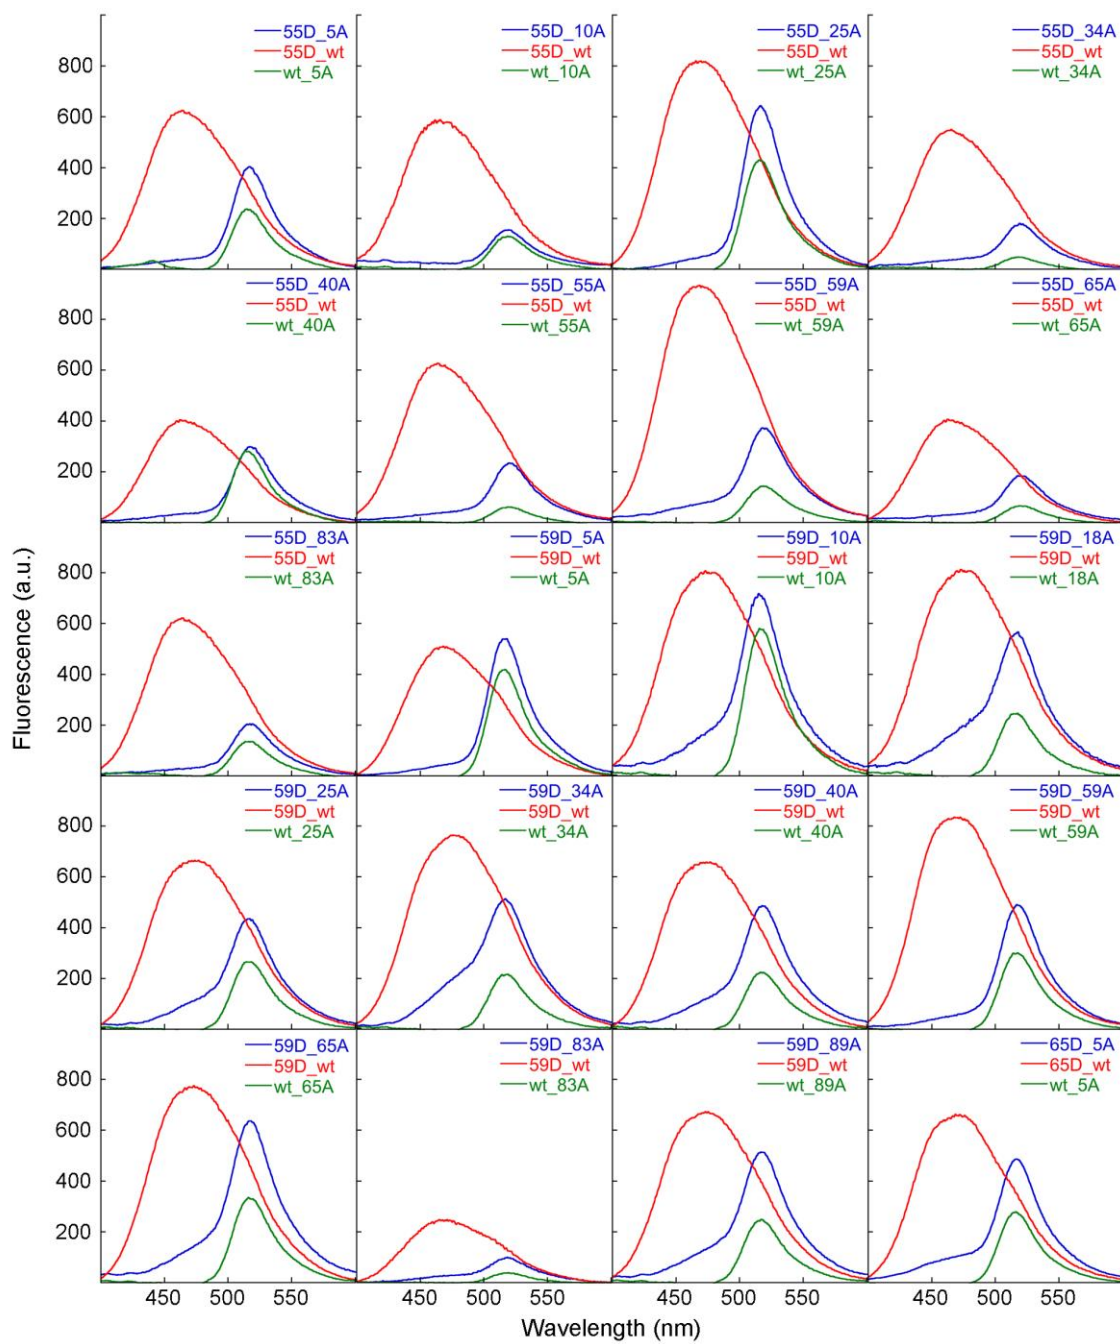 55D_5A
55D_wt
wt_5A
55D_10A
55D_wt
wt_10A
55D_25A
55D_wt
wt_25A
55D_34A
55D_wt
wt_34A
800
600
400
200
55D_40A
55D_wt
wt_40A
55D_55A
55D_wt
wt_55A
55D_59A
55D_wt
wt_59A
55D_65A
55D_wt
wt_65A
800
600
400
200
55D_83A
55D_wt
wt_83A
59D_5A
59D_wt
wt_5A
59D_10A
59D_wt
wt_10A
59D_18A
59D_wt
wt_18A
800
600
400
200
Fluorescence (a.u.)
59D_25A
59D_wt
wt_25A
59D_34A
59D_wt
wt_34A
59D_40A
59D_wt
wt_40A
59D_59A
59D_wt
wt_59A
800
600
400
200
59D_65A
59D_wt
wt_65A
59D_83A
59D_wt
wt_83A
59D_89A
59D_wt
wt_89A
65D_5A
65D_wt
wt_5A
800
600
400
200
450 500 550 450 500 550 450 500 550 450 500 550
Wavelength (nm)